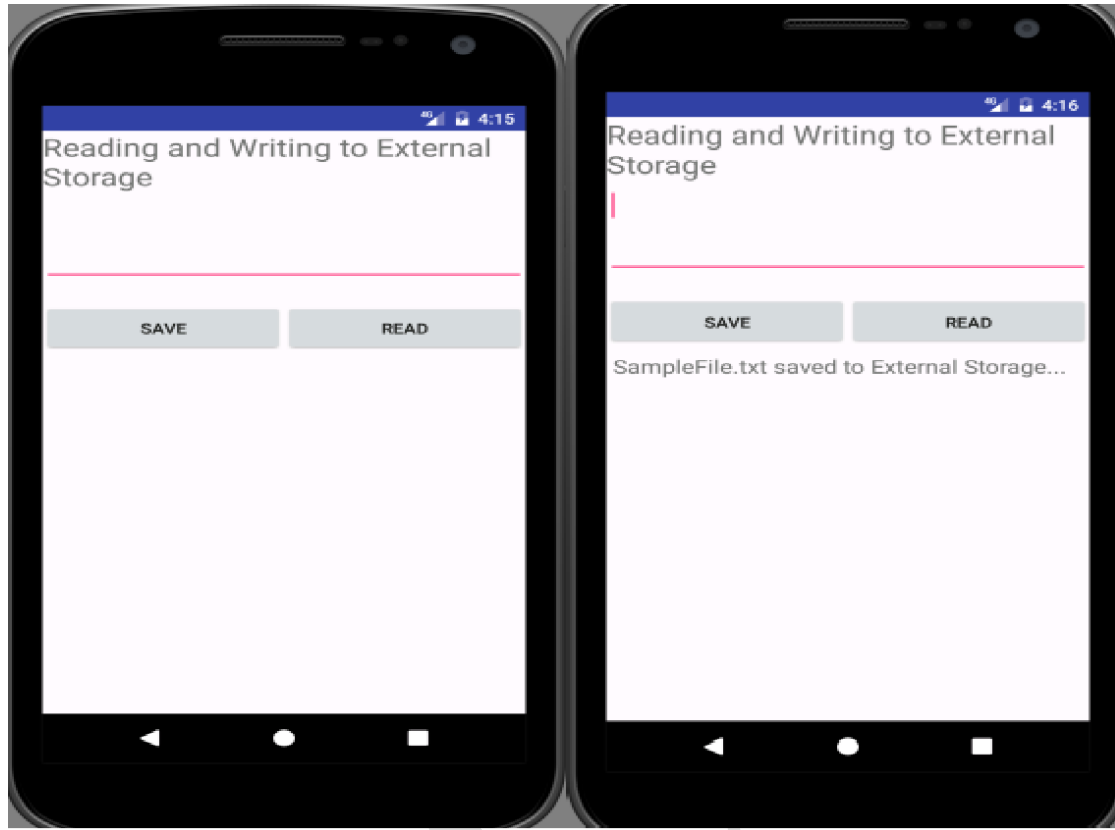 4G 4:15
Reading and Writing to External
Storage
SAVE READ
4G 4:16
Reading and Writing to External
Storage
SAVE READ
SampleFile.txt saved to External Storage...